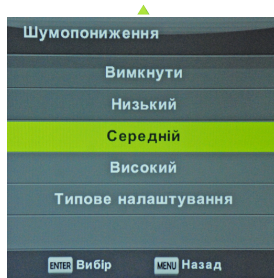 Шумопониження
Вимкнути
Низький
Середній
Високий
Типове налаштування
ENTER Вибір MENU Назад